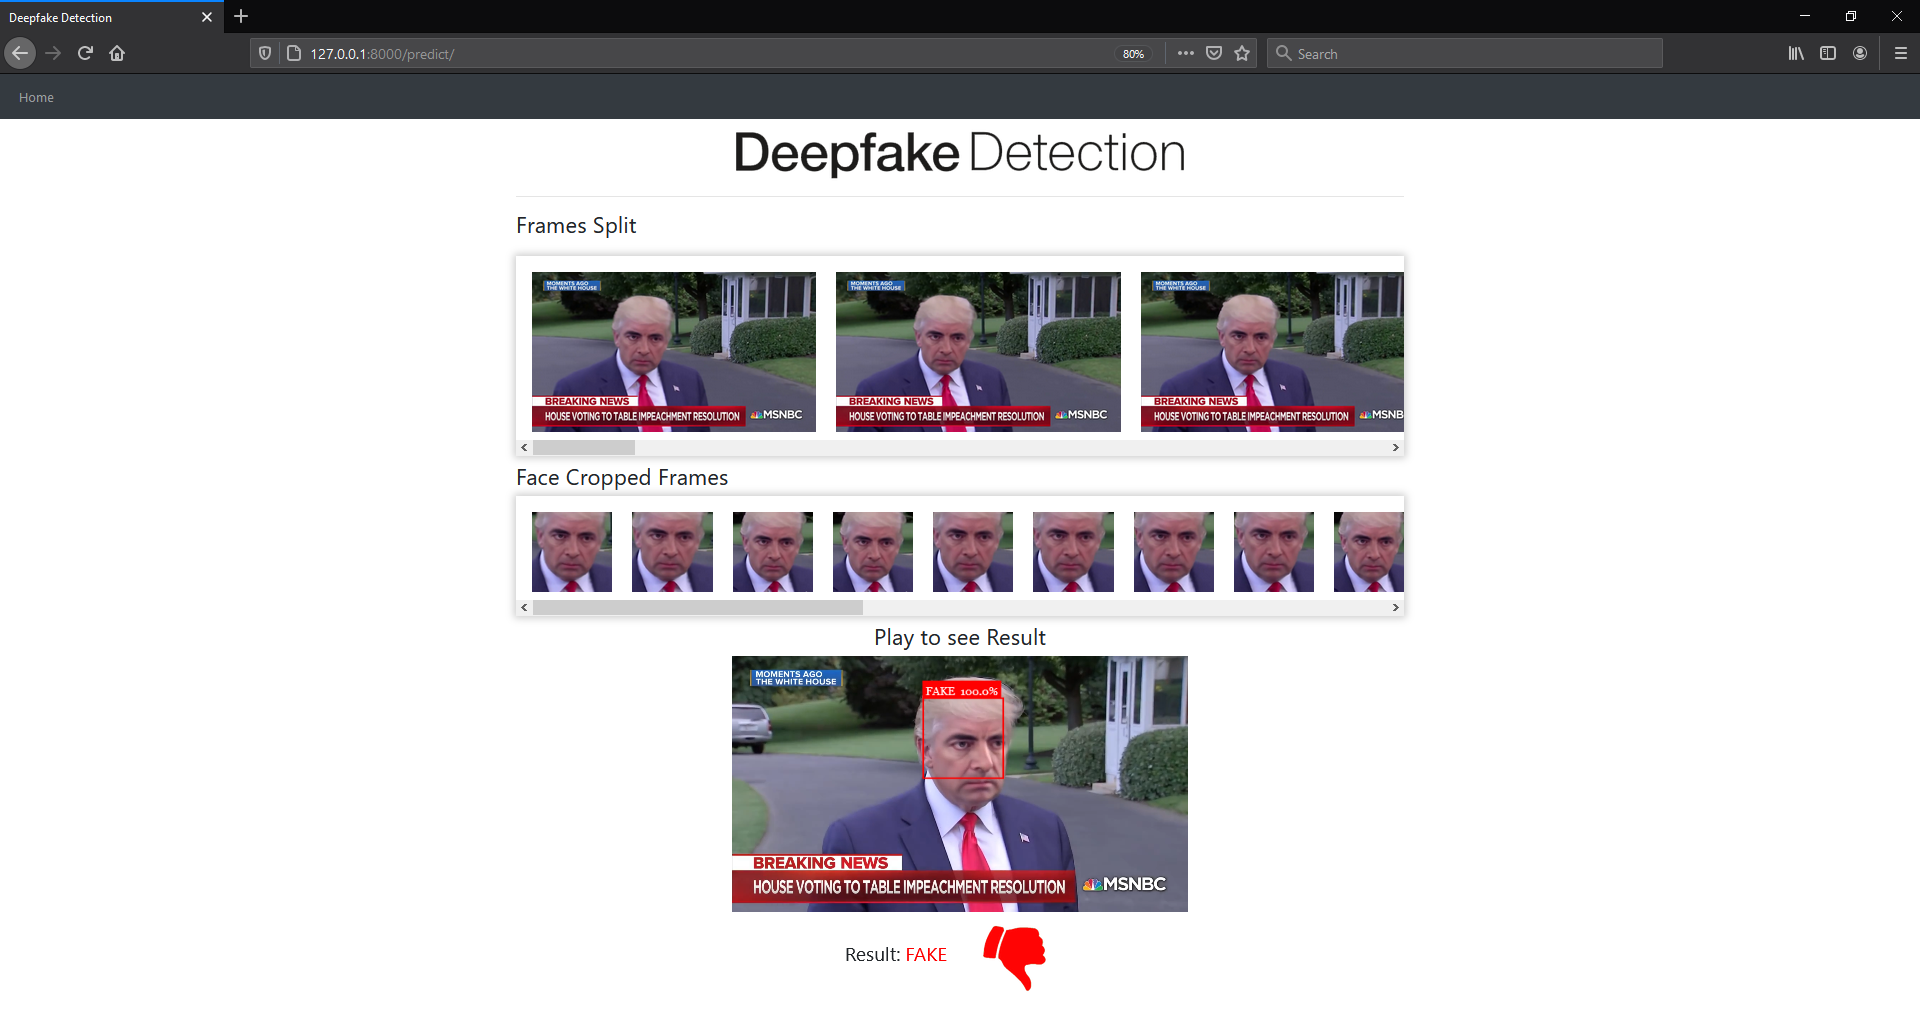 Deepfake Detection
127.0.0.1:8000/predict/
80%
Search
Home
Deepfake Detection
Frames Split
MOMENTS AGO
THE WHITE HOUSE
BREAKING NEWS
HOUSE VOTING TO TABLE IMPEACHMENT RESOLUTION
MSNBC
MOMENTS AGO
THE WHITE HOUSE
BREAKING NEWS
HOUSE VOTING TO TABLE IMPEACHMENT RESOLUTION
MSNBC
MOMENTS AGO
THE WHITE HOUSE
BREAKING NEWS
HOUSE VOTING TO TABLE IMPEACHMENT RESOLUTION
MSNB
Face Cropped Frames
Play to see Result
MOMENTS AGO
THE WHITE HOUSE
FAKE 100.0%
BREAKING NEWS
HOUSE VOTING TO TABLE IMPEACHMENT RESOLUTION
MSNBC
Result: FAKE